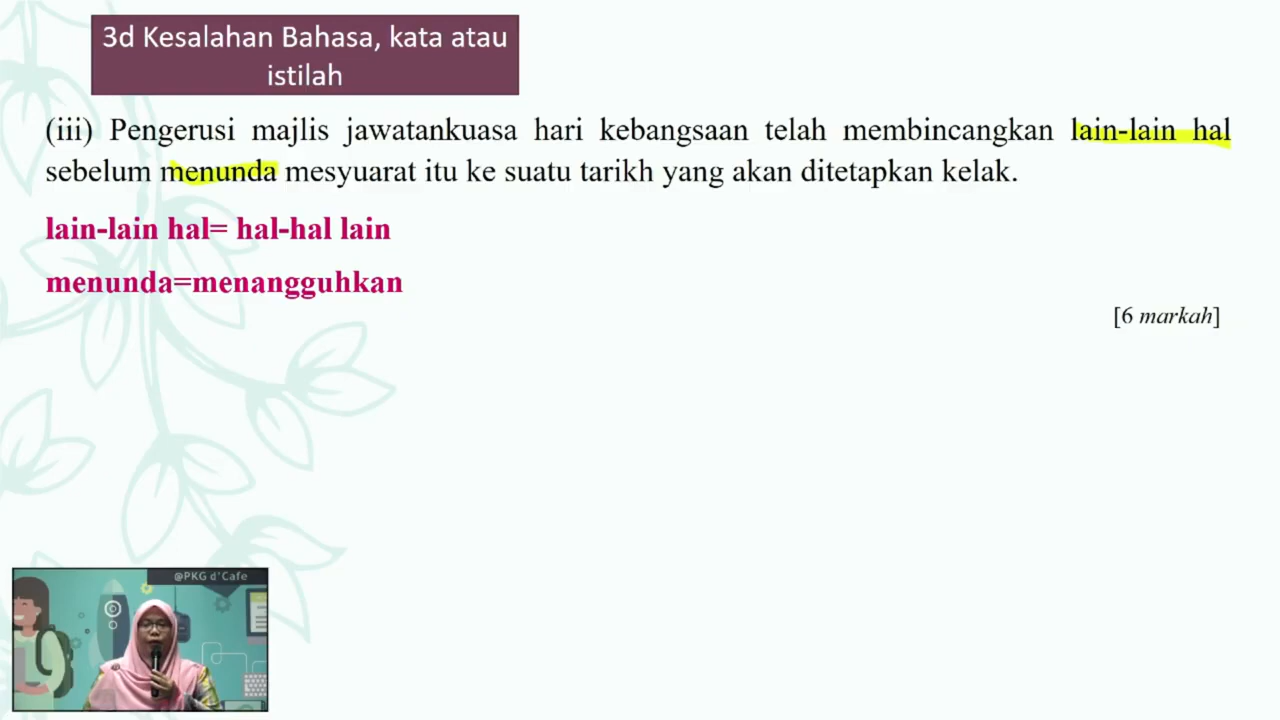 3d Kesalahan Bahasa, kata atau
istilah
(iii) Pengerusi majlis jawatankuasa hari kebangsaan telah membincangkan lain-lain hal
sebelum menunda mesyuarat itu ke suatu tarikh yang akan ditetapkan kelak.
lain-lain hal= hal-hal lain
menunda=menangguhkan
[6 markah]
@PKG d'Cafe